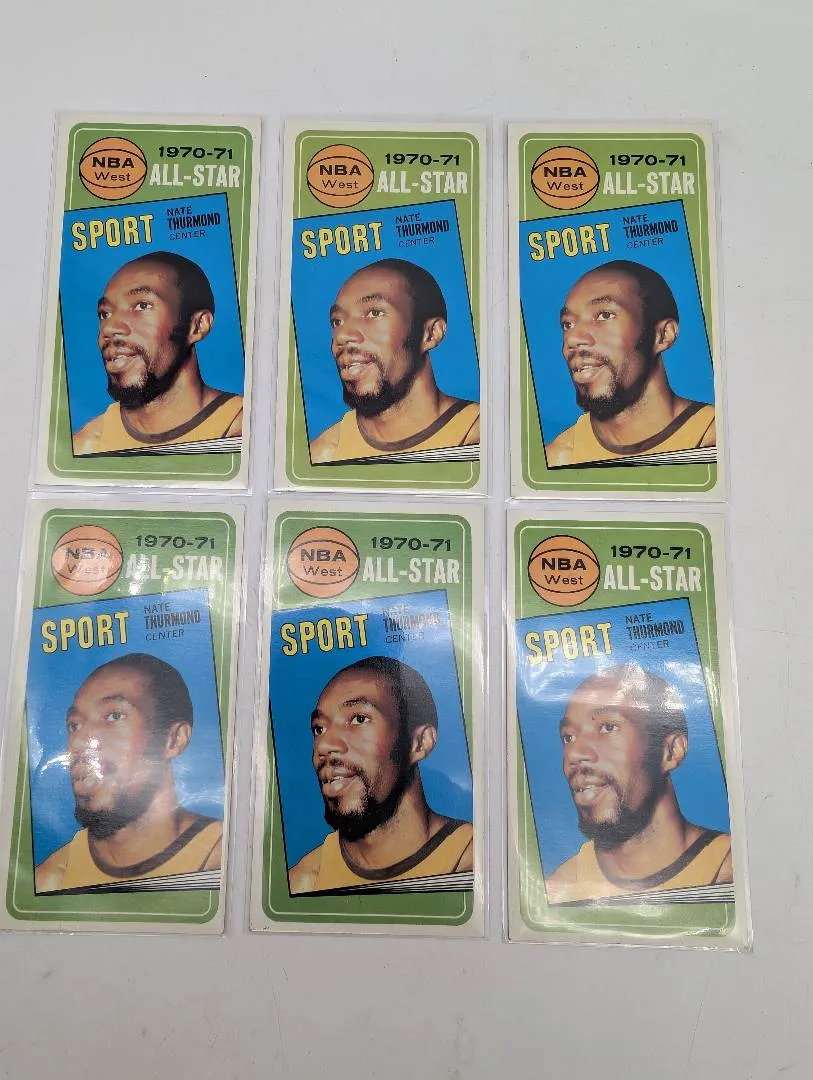 NBA
West
1970-71
ALL-STAR
SPORT
NATE
THURMOND
CENTER
NBA
West
1970-71
ALL-STAR
SPORT
NATE
THURMOND
CENTER
NBA
West
1970-71
ALL-STAR
SPORT
NATE
THURMOND
CENTER
NBA
West
1970-71
ALL-STAR
SPORT
NATE
THURMOND
CENTER
NBA
West
1970-71
ALL-STAR
SPORT
NATE
THURMOND
CENTER
NBA
West
1970-71
ALL-STAR
SPORT
NATE
THURMOND
CENTER